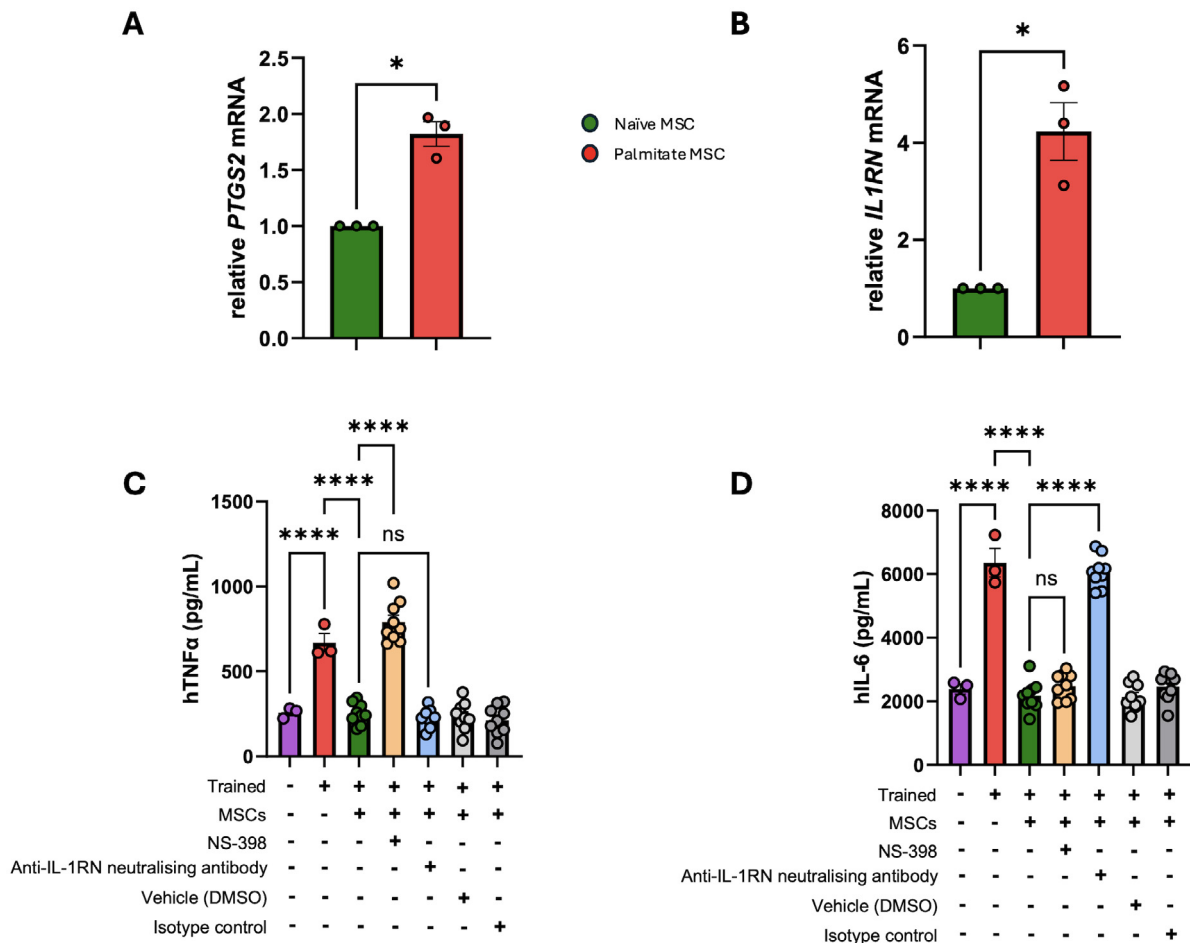 A
relative PTGS2 mRNA
2.5
2.0
1.5
1.0
0.5
0.0
*
Naïve MSC
Palmitate MSC
B
relative IL1RN mRNA
6
4
2
0
*
C
hTNFα (pg/mL)
1500
1000
500
0
****
****
****
ns
Trained - + + + + + +
MSCs - - + + + + +
NS-398 - - - + - - -
Anti-IL-1RN neutralising antibody - - - - + - -
Vehicle (DMSO) - - - - - + -
Isotype control - - - - - - +
D
hIL-6 (pg/mL)
8000
6000
4000
2000
0
****
****
****
ns
Trained - + + + + + +
MSCs - - + + + + +
NS-398 - - - + - - -
Anti-IL-1RN neutralising antibody - - - - + - -
Vehicle (DMSO) - - - - - + -
Isotype control - - - - - - +